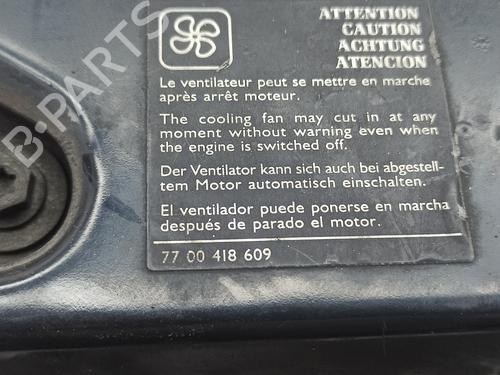 ATTENTION
CAUTION
ACHTUNG
ATENCION
Le ventilateur peut se mettre en marche
après arrêt moteur.
The cooling fan may cut in at any
moment without warning even when
the engine is switched off.
Der Ventilator kann sich auch bei abgestell-
tem Motor automatisch einschalten.
El ventilador puede ponerse en marcha
después de parado el motor.
77 00 418 609
B-PARTS